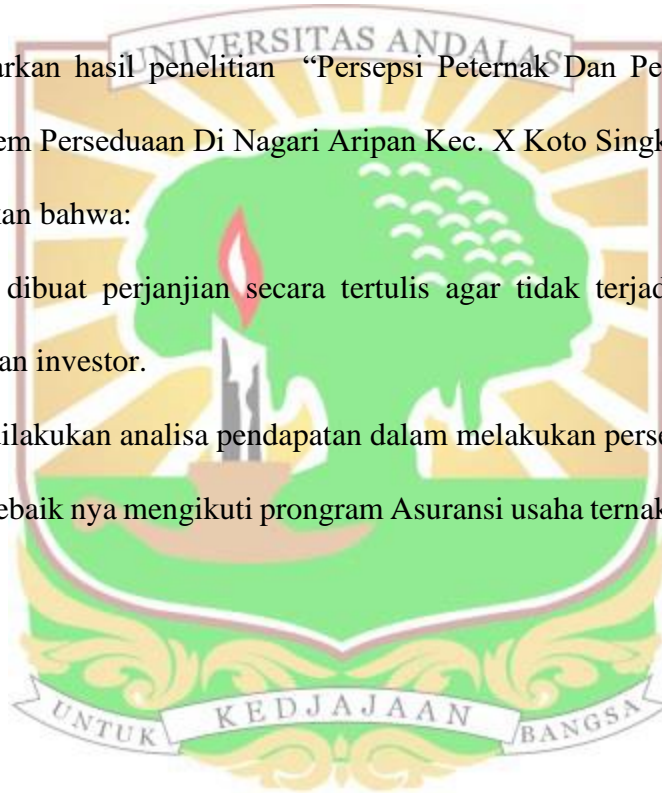 UNIVERSITAS ANDALAS
arkan hasil penelitian “Persepsi Peternak Dan Pe
em Perseduaan Di Nagari Aripan Kec. X Koto Singk
kan bahwa:
dibuat perjanjian secara tertulis agar tidak terjad
an investor.
dilakukan analisa pendapatan dalam melakukan perse
ebaik nya mengikuti prongram Asuransi usaha ternak
UNTUK KEDJAJAAN BANGSA